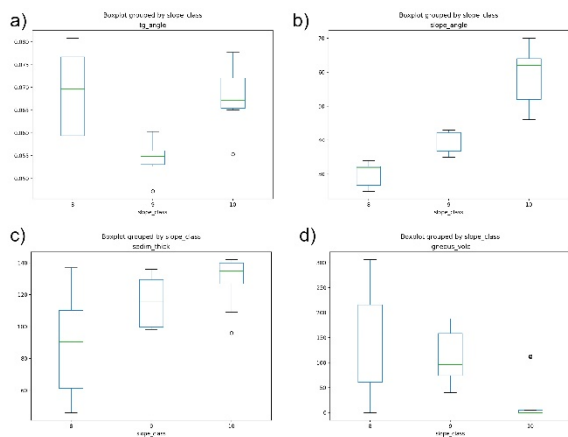 a)
Boxplot grouped by slope_class
tg_angle
0.080
0.075
0.070
0.065
0.060
0.055
0.050
8 9 10
slope_class
b)
Boxplot grouped by slope_class
slope_angle
70
60
50
40
30
8 9 10
slope_class
c)
Boxplot grouped by slope_class
sedim_thick
140
120
100
80
60
8 9 10
slope_class
d)
Boxplot grouped by slope_class
igneous_volc
300
250
200
150
100
50
0
8 9 10
slope_class